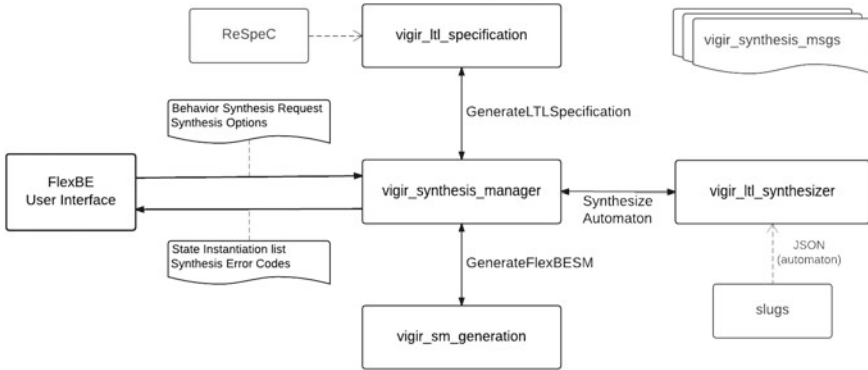 ReSpeC
vigir_ltl_specification
vigir_synthesis_msgs
GenerateLTLSpecification
Behavior Synthesis Request
Synthesis Options
FlexBE
User Interface
vigir_synthesis_manager
Synthesize
Automaton
vigir_ltl_synthesizer
State Instantiation list
Synthesis Error Codes
GenerateFlexBESM
JSON
(automaton)
slugs
vigir_sm_generation